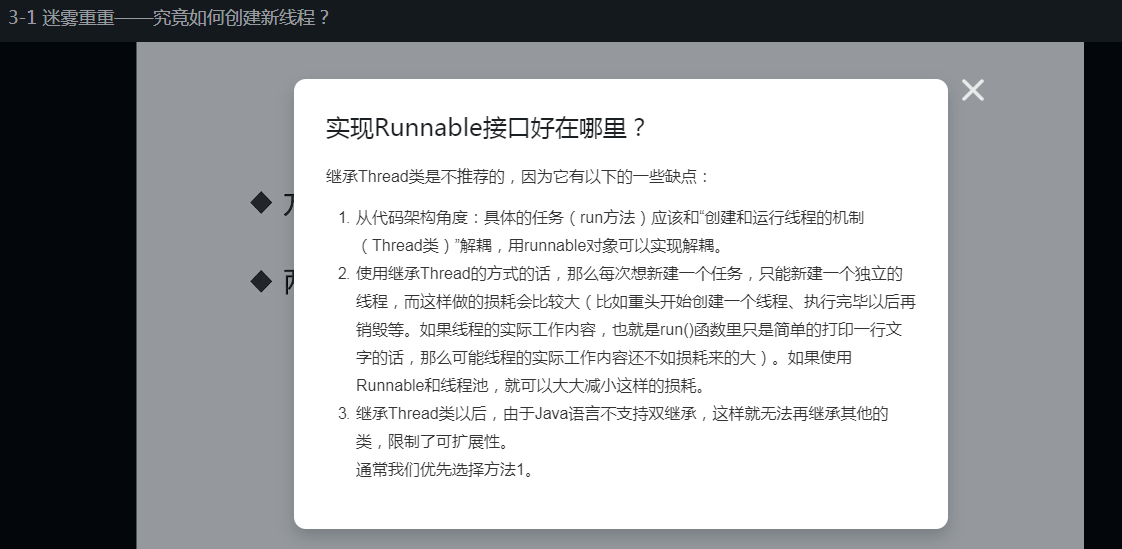 3-1 迷雾重重——究竟如何创建新线程？
实现Runnable接口好在哪里？
继承Thread类是不推荐的，因为它有以下的一些缺点：
1. 从代码架构角度：具体的任务（run方法）应该和“创建和运行线程的机制
（Thread类）”解耦，用runnable对象可以实现解耦。
2. 使用继承Thread的方式的话，那么每次想新建一个任务，只能新建一个独立的
线程，而这样做的损耗会比较大（比如重头开始创建一个线程、执行完毕以后再
销毁等。如果线程的实际工作内容，也就是run()函数里只是简单的打印一行文
字的话，那么可能线程的实际工作内容还不如损耗来的大）。如果使用
Runnable和线程池，就可以大大减小这样的损耗。
3. 继承Thread类以后，由于Java语言不支持双继承，这样就无法再继承其他的
类，限制了可扩展性。
通常我们优先选择方法1。